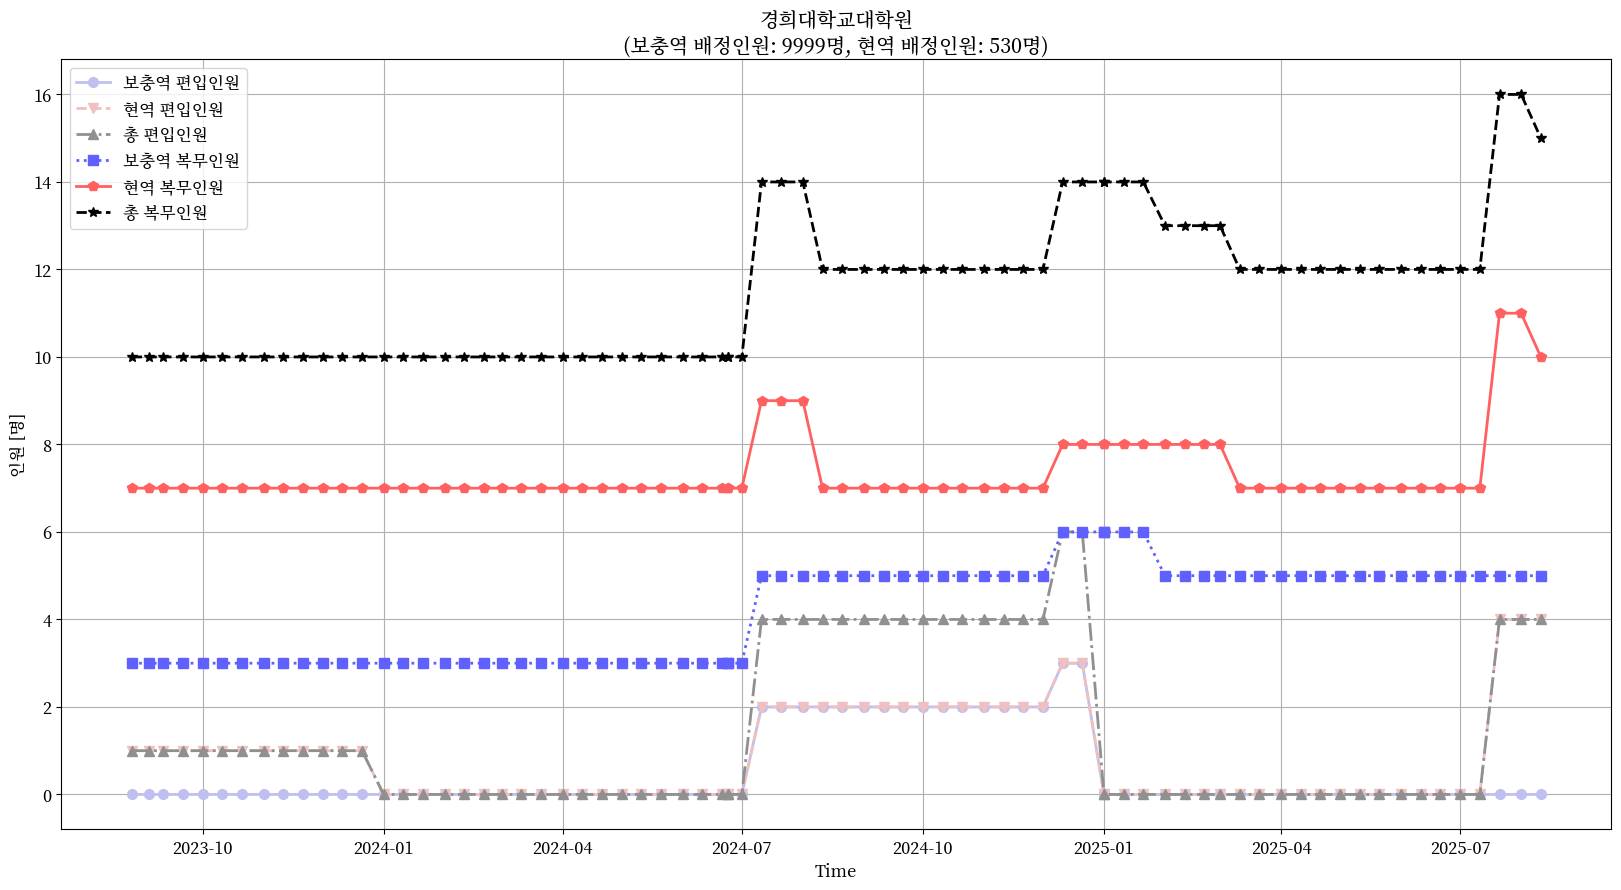 경희대학교대학원
(보충역 배정인원: 9999명, 현역 배정인원: 530명)
보충역 편입인원
현역 편입인원
총 편입인원
보충역 복무인원
현역 복무인원
총 복무인원
인원 [명]
16
14
12
10
8
6
4
2
0
2023-10
2024-01
2024-04
2024-07
2024-10
2025-01
2025-04
2025-07
Time